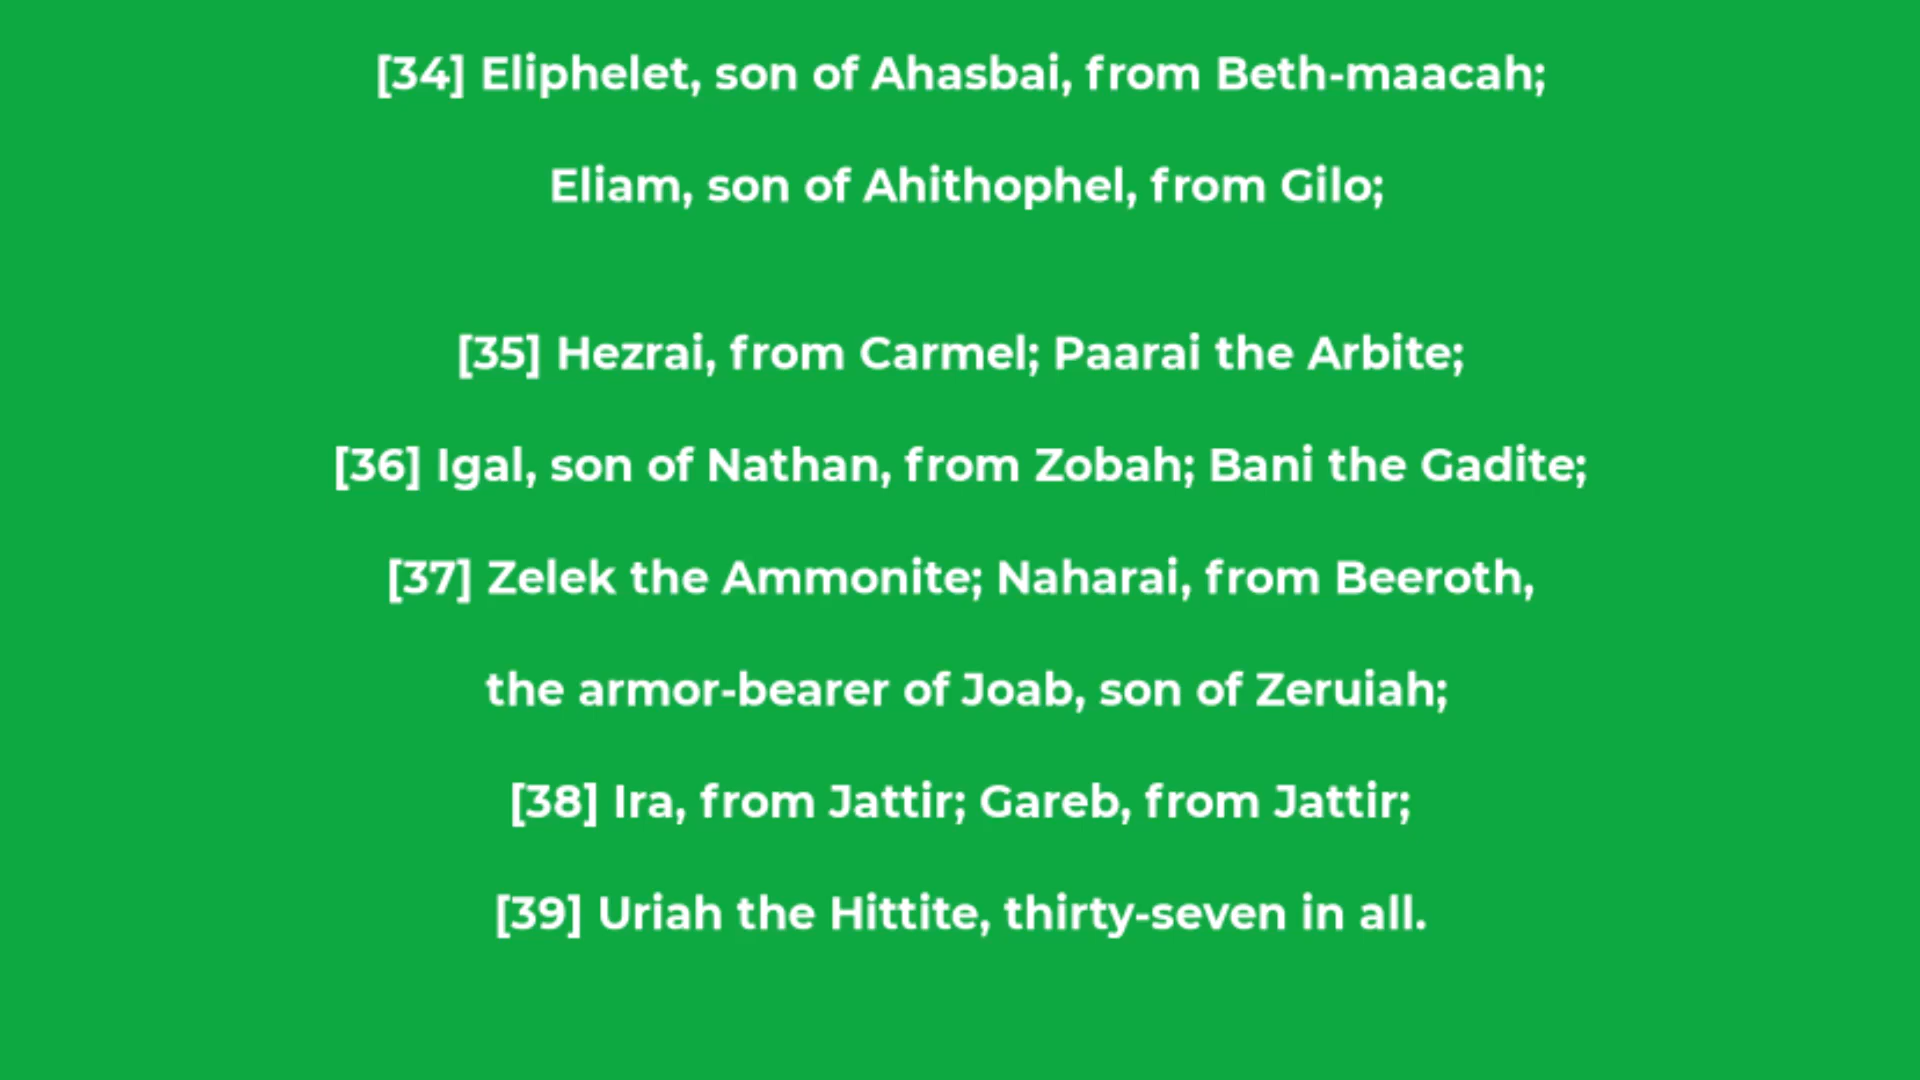 [34] Eliphelet, son of Ahasbai, from Beth-maacah;
Eliam, son of Ahithophel, from Gilo;
[35] Hezrai, from Carmel; Paarai the Arbite;
[36] Igal, son of Nathan, from Zobah; Bani the Gadite;
[37] Zelek the Ammonite; Naharai, from Beeroth,
the armor-bearer of Joab, son of Zeruiah;
[38] Ira, from Jattir; Gareb, from Jattir;
[39] Uriah the Hittite, thirty-seven in all.